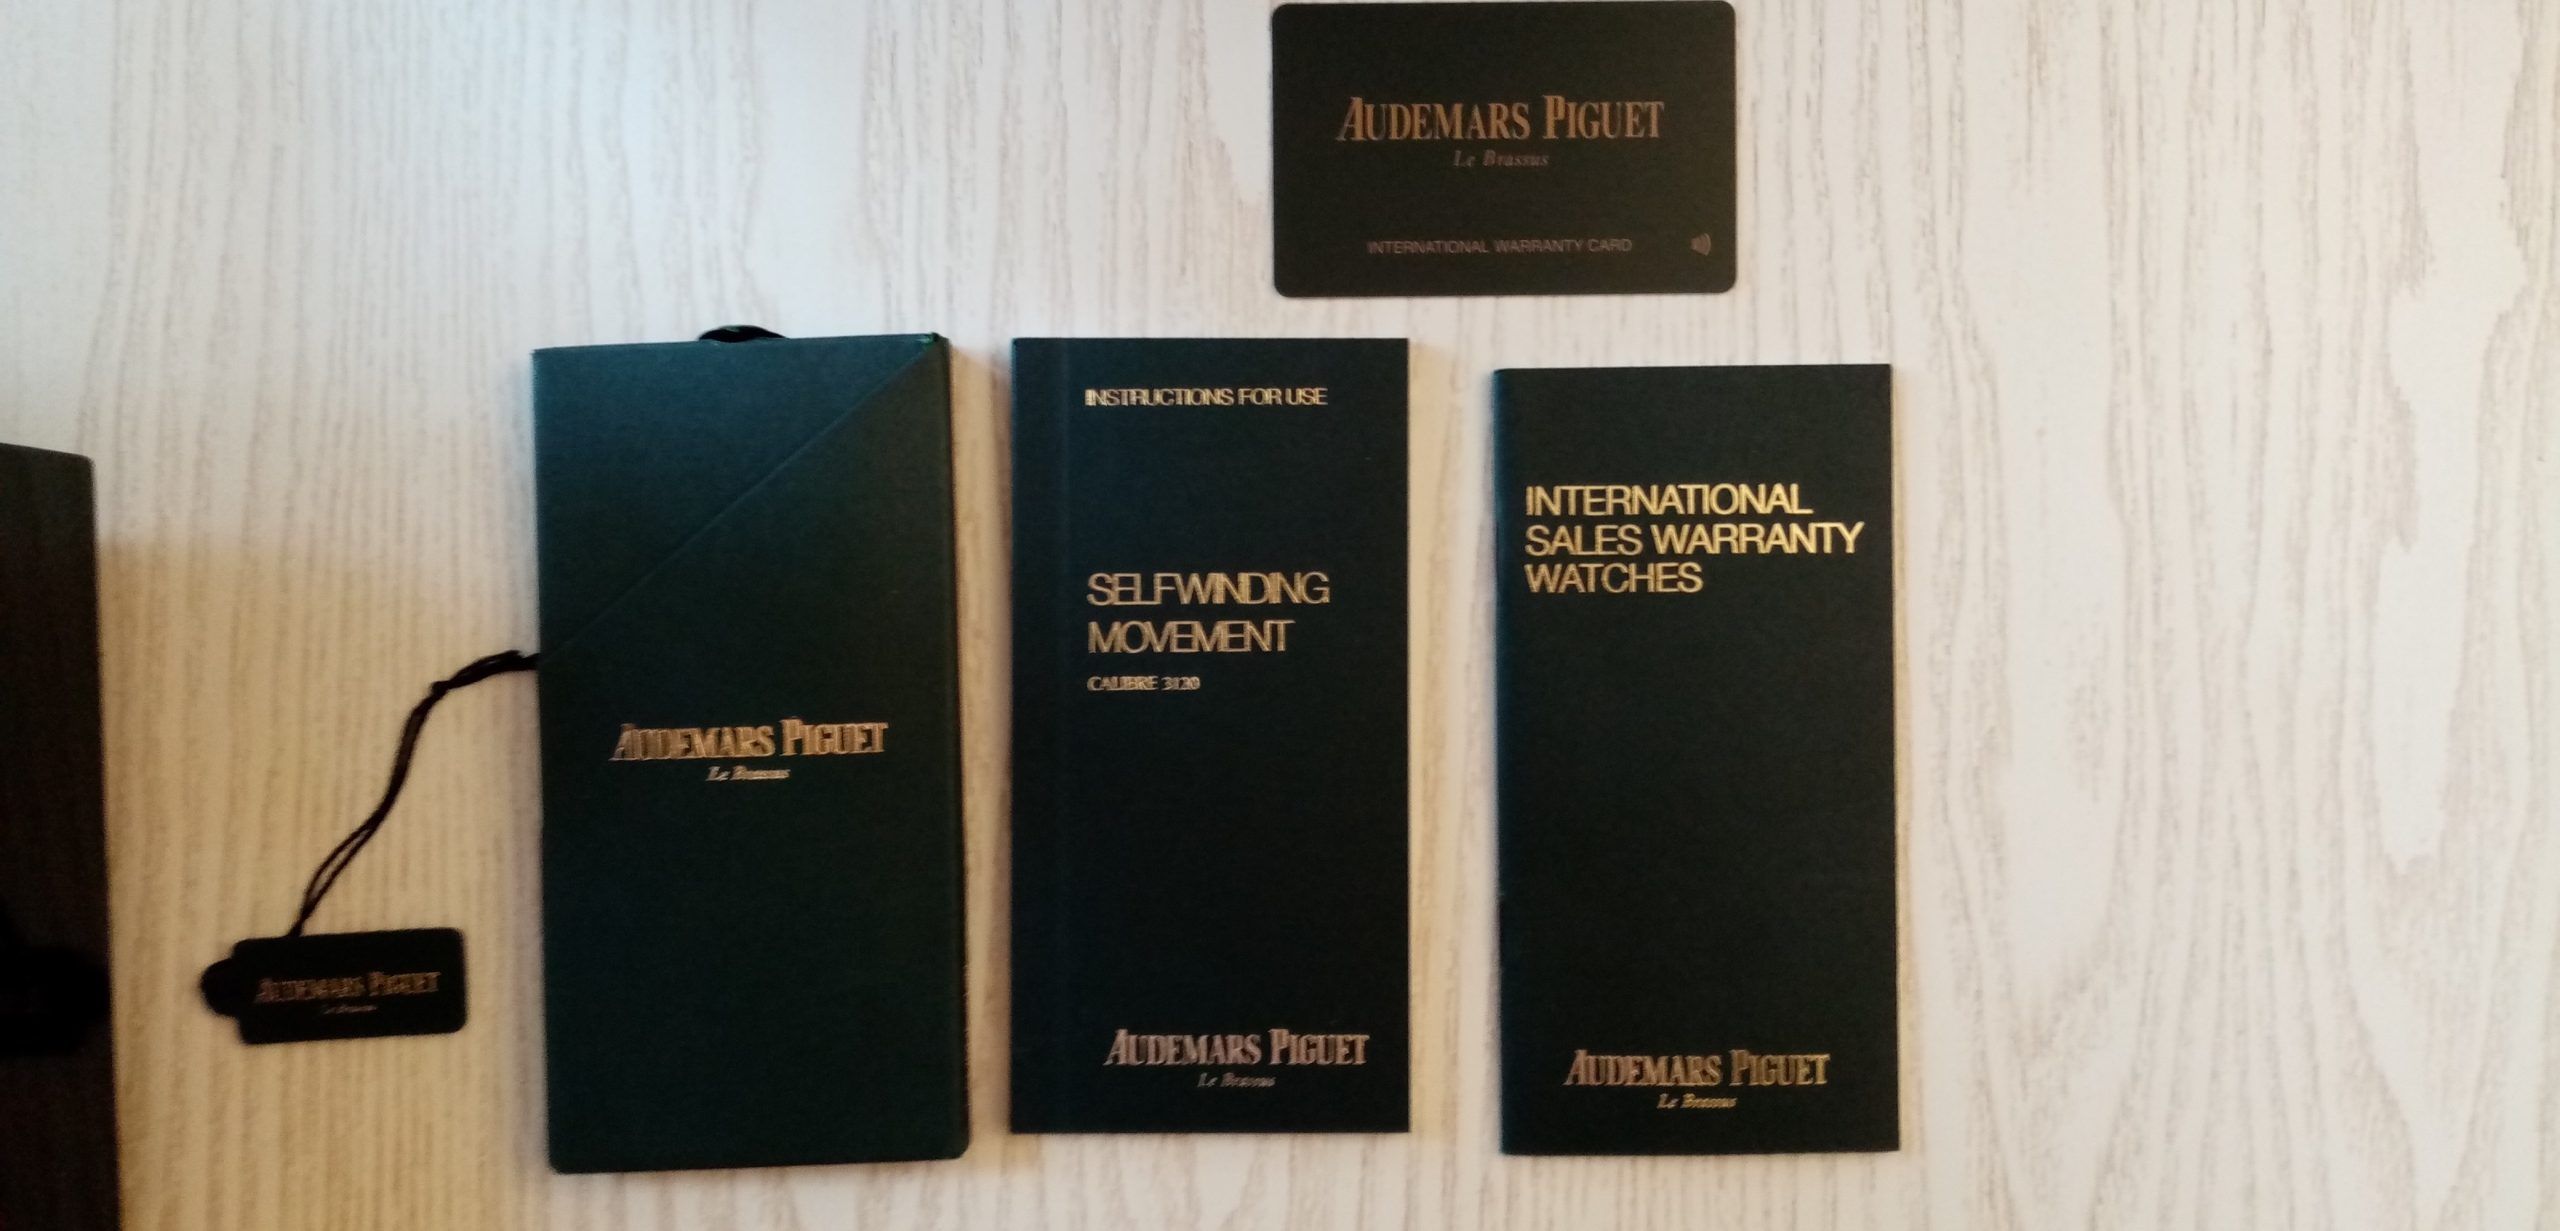 AUDEMARS PIGUET
Le Brassus
INTERNATIONAL WARRANTY CARD
AUDEMARS PIGUET
Le Brassus
AUDEMARS PIGUET
Le Brassus
INSTRUCTIONS FOR USE
SELFWINDING
MOVEMENT
CALIBRE 3120
AUDEMARS PIGUET
Le Brassus
INTERNATIONAL
SALES WARRANTY
WATCHES
AUDEMARS PIGUET
Le Brassus